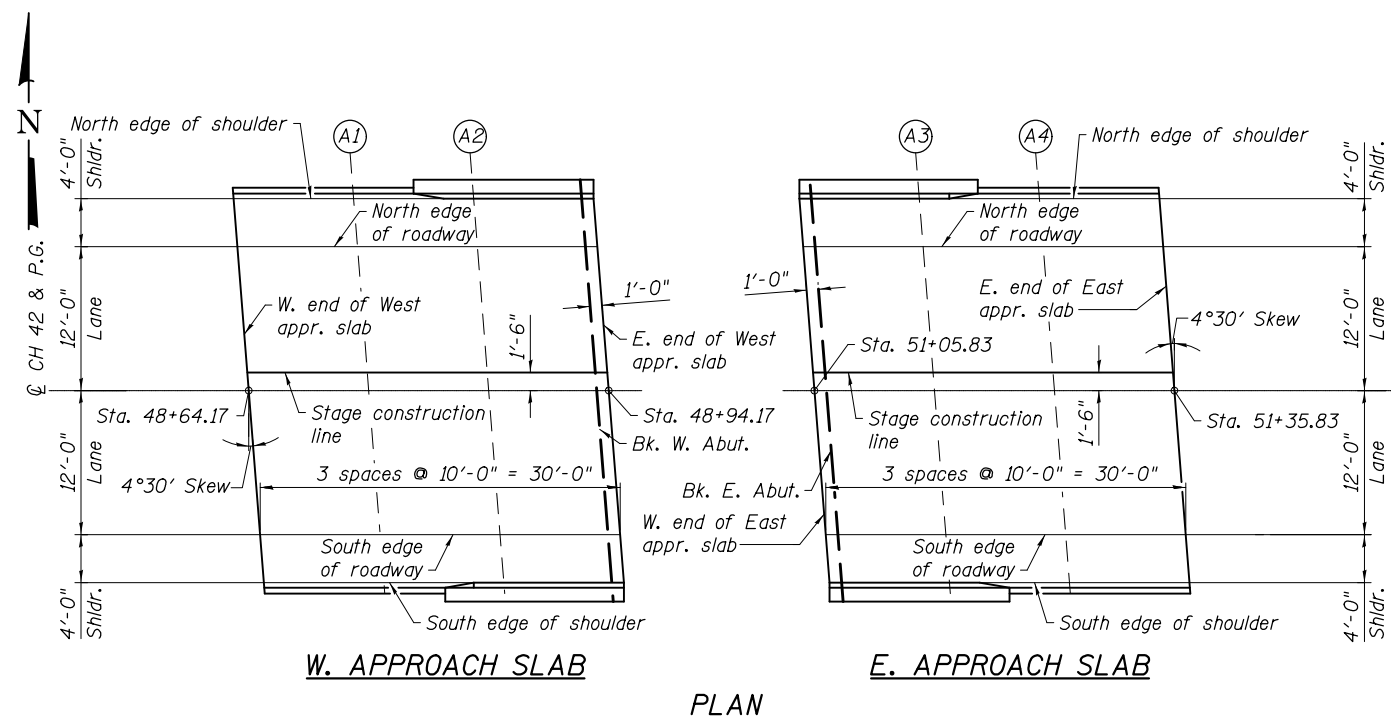 N
℄ CH 42 & P.G.
4'-0"
Shldr.
12'-0"
Lane
12'-0"
Lane
4'-0"
Shldr.
North edge of shoulder
A1
A2
North edge
of roadway
W. end of West
appr. slab
1'-0"
E. end of West
appr. slab
1'-6"
Sta. 48+64.17
Stage construction
line
Sta. 48+94.17
Bk. W. Abut.
4°30' Skew
3 spaces @ 10'-0" = 30'-0"
South edge
of roadway
South edge of shoulder
W. APPROACH SLAB
A3
A4
North edge of shoulder
North edge
of roadway
1'-0"
E. end of East
appr. slab
4°30' Skew
Sta. 51+05.83
Stage construction
line
1'-6"
Sta. 51+35.83
3 spaces @ 10'-0" = 30'-0"
Bk. E. Abut.
W. end of East
appr. slab
South edge
of roadway
South edge of shoulder
4'-0"
Shldr.
12'-0"
Lane
12'-0"
Lane
4'-0"
Shldr.
E. APPROACH SLAB
PLAN